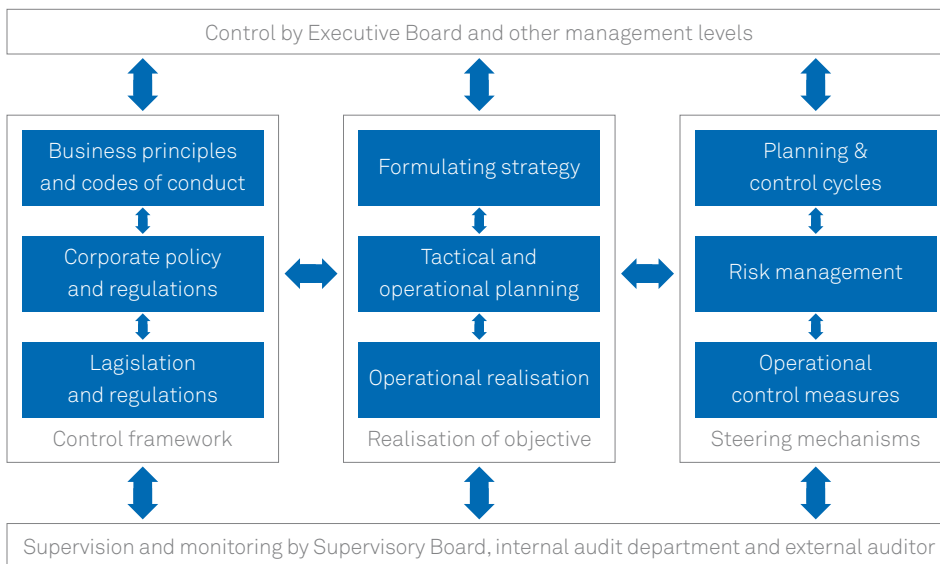 Control by Executive Board and other management levels
Business principles
and codes of conduct
Corporate policy
and regulations
Lagislation
and regulations
Control framework
Formulating strategy
Tactical and
operational planning
Operational realisation
Realisation of objective
Planning &
control cycles
Risk management
Operational
control measures
Steering mechanisms
Supervision and monitoring by Supervisory Board, internal audit department and external auditor